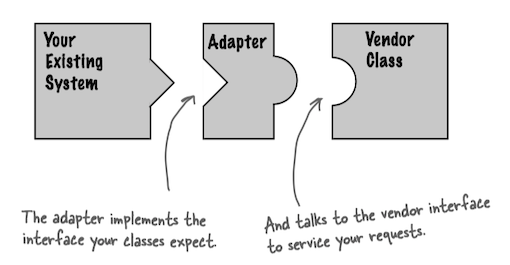 Your
Existing
System
Adapter
Vendor
Class
The adapter implements the
interface your classes expect.
And talks to the vendor interface
to service your requests.